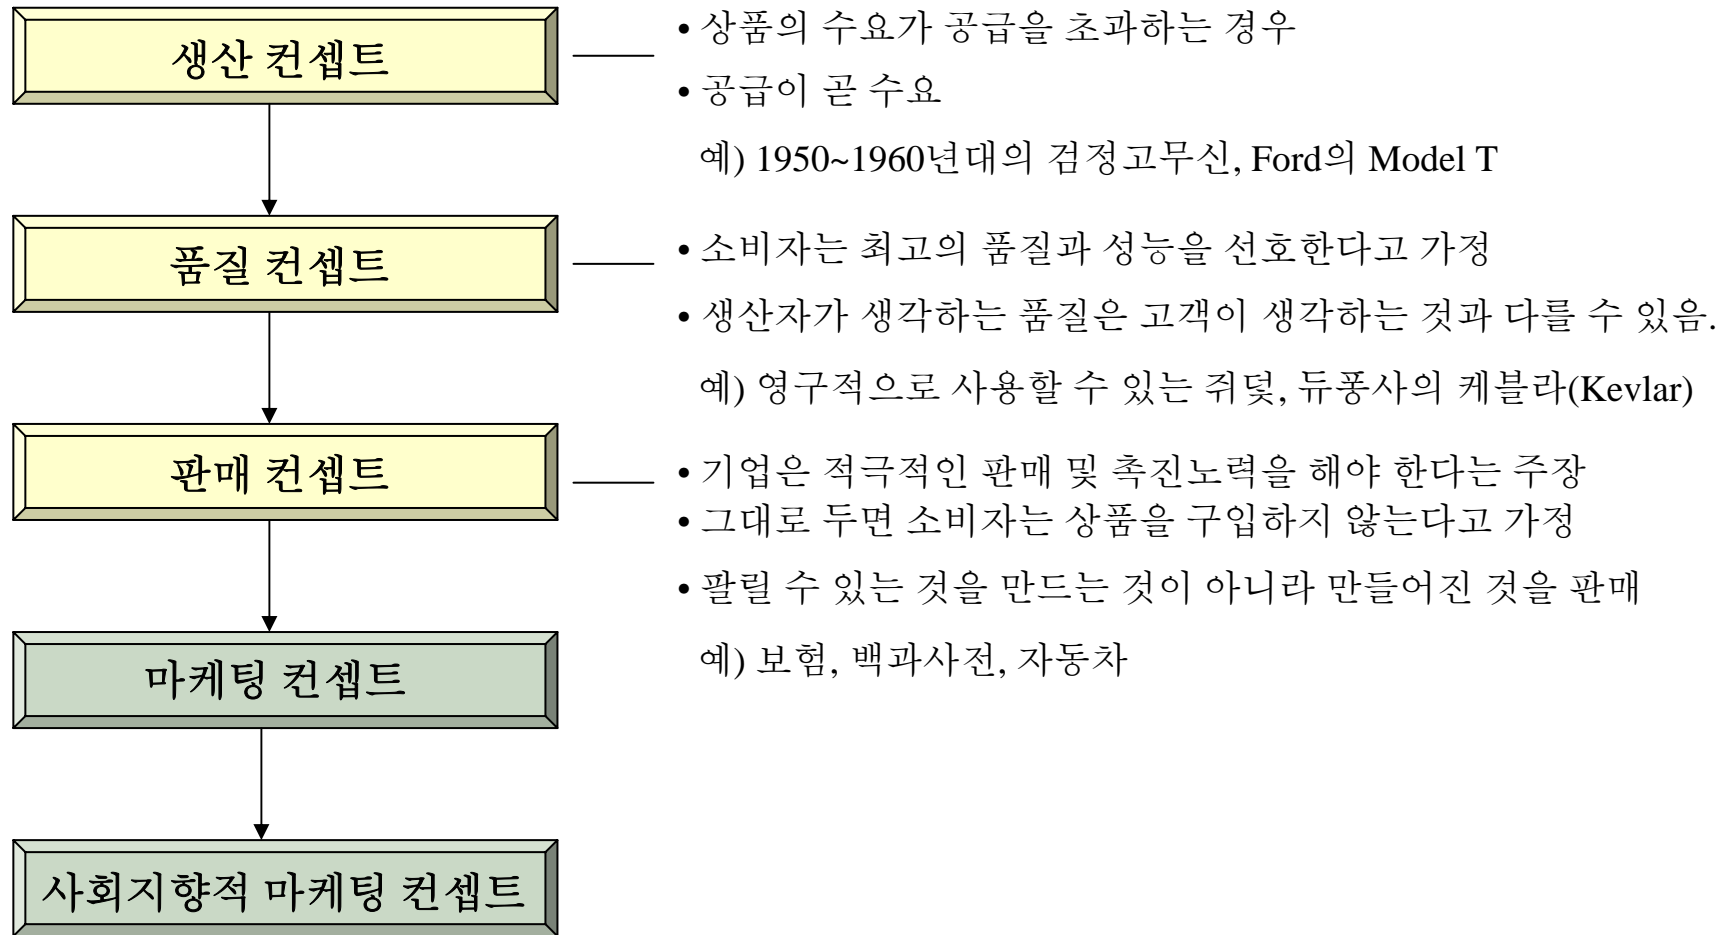 생산 컨셉트
• 상품의 수요가 공급을 초과하는 경우
• 공급이 곧 수요
예) 1950~1960년대의 검정고무신, Ford의 Model T
품질 컨셉트
• 소비자는 최고의 품질과 성능을 선호한다고 가정
• 생산자가 생각하는 품질은 고객이 생각하는 것과 다를 수 있음.
예) 영구적으로 사용할 수 있는 쥐덫, 듀퐁사의 케블라(Kevlar)
판매 컨셉트
• 기업은 적극적인 판매 및 촉진노력을 해야 한다는 주장
• 그대로 두면 소비자는 상품을 구입하지 않는다고 가정
• 팔릴 수 있는 것을 만드는 것이 아니라 만들어진 것을 판매
예) 보험, 백과사전, 자동차
마케팅 컨셉트
사회지향적 마케팅 컨셉트